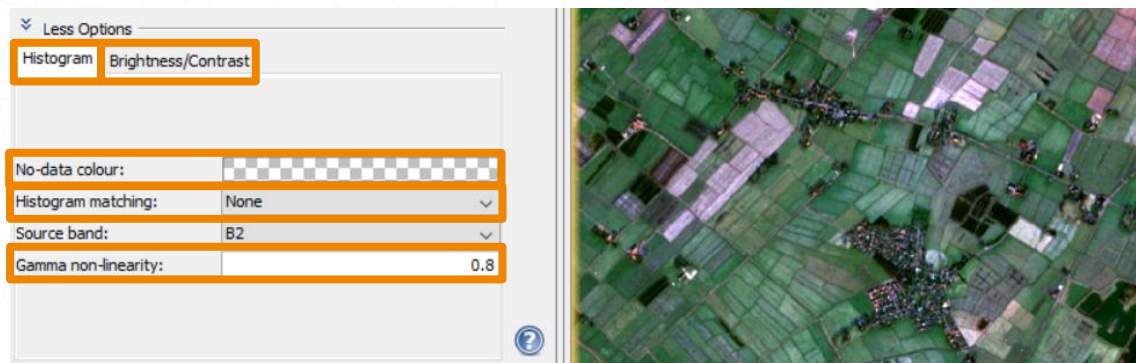 Less Options
Histogram Brightness/Contrast
No-data colour:
Histogram matching: None
Source band: B2
Gamma non-linearity: 0.8
?